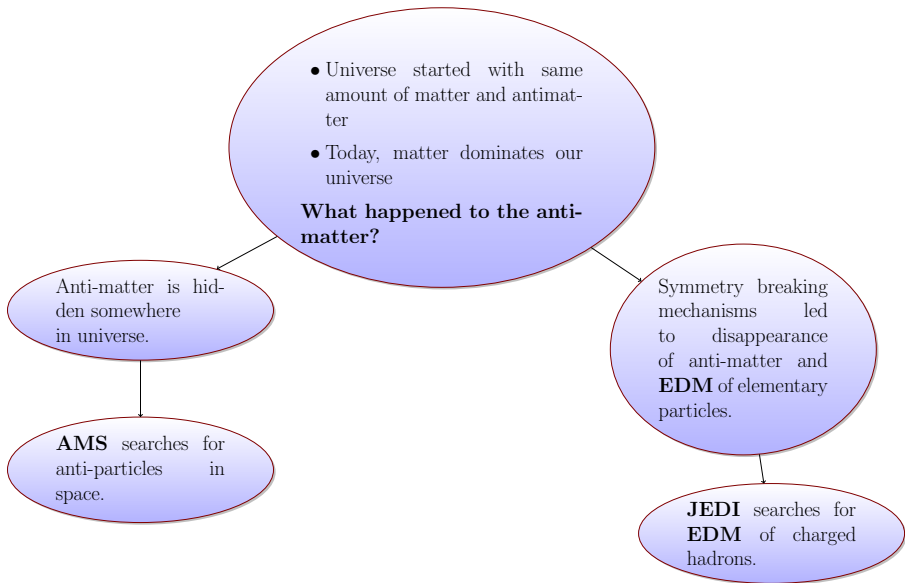 • Universe started with same
amount of matter and antimat-
ter
• Today, matter dominates our
universe
What happened to the anti-
matter?
Anti-matter is hid-
den somewhere
in universe.
AMS searches for
anti-particles in
space.
Symmetry breaking
mechanisms led
to disappearance
of anti-matter and
EDM of elementary
particles.
JEDI searches for
EDM of charged
hadrons.